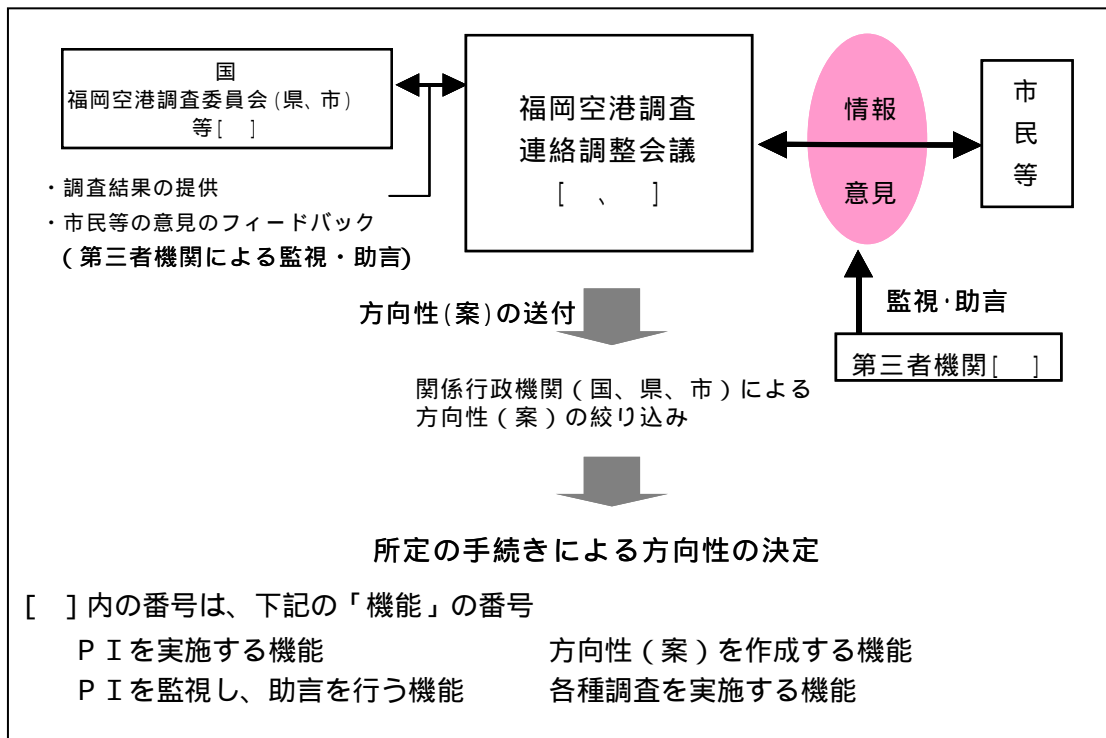 国
福岡空港調査委員会(県、市)
等[　]
福岡空港調査
連絡調整会議
[　、　]
情報
意見
市
民
等
・調査結果の提供
・市民等の意見のフィードバック
(第三者機関による監視・助言)
監視・助言
第三者機関[　]
方向性(案)の送付
関係行政機関(国、県、市)による
方向性(案)の絞り込み
所定の手続きによる方向性の決定
[　]内の番号は、下記の「機能」の番号
ＰＩを実施する機能　方向性(案)を作成する機能
ＰＩを監視し、助言を行う機能　各種調査を実施する機能